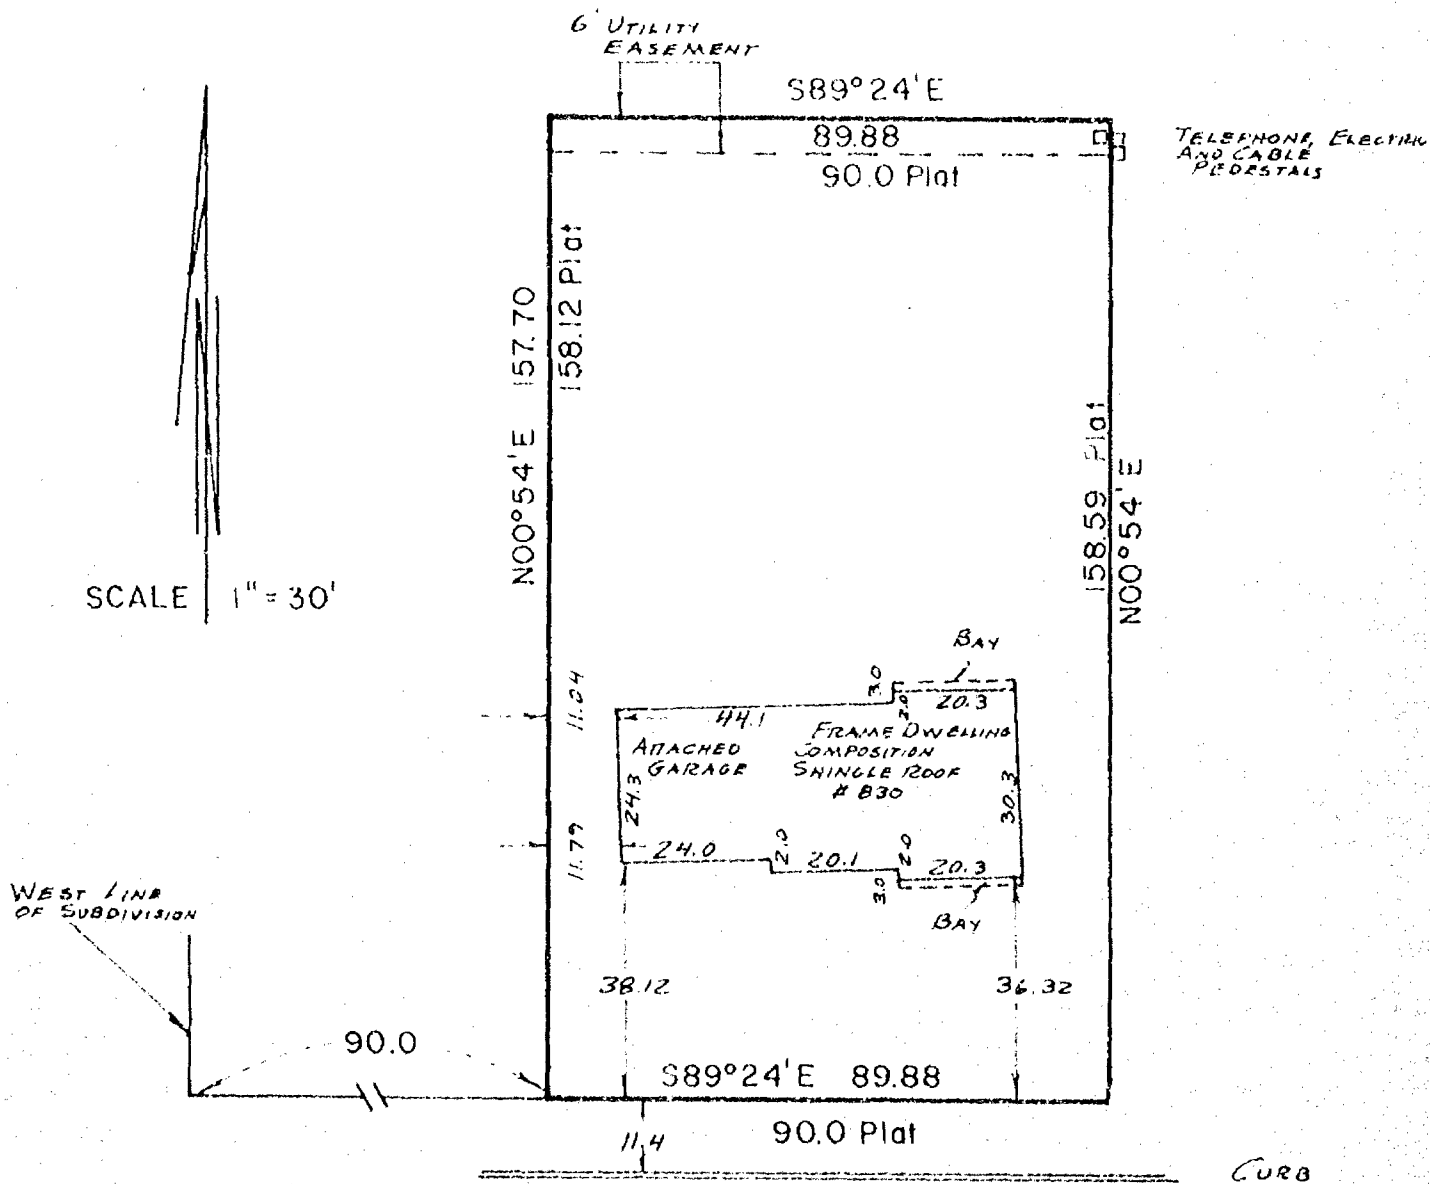 6' UTILITY
EASEMENT
S89°24'E
89.88
90.0 Plat
TELEPHONE, ELECTRIC
AND CABLE
PEDESTALS
N00°54'E 157.70
158.12 Plat
158.59 Plat
N00°54'E
SCALE 1" = 30'
BAY
11.04
3.0
2.0
20.3
44.1
ATTACHED
GARAGE
FRAME DWELLING
COMPOSITION
SHINGLE ROOF
# 830
24.3
30.3
11.79
24.0
2.0
20.1
2.0
20.3
3.0
BAY
WEST LINE
OF SUBDIVISION
38.12
36.32
90.0
S89°24'E 89.88
11.4
90.0 Plat
CURB